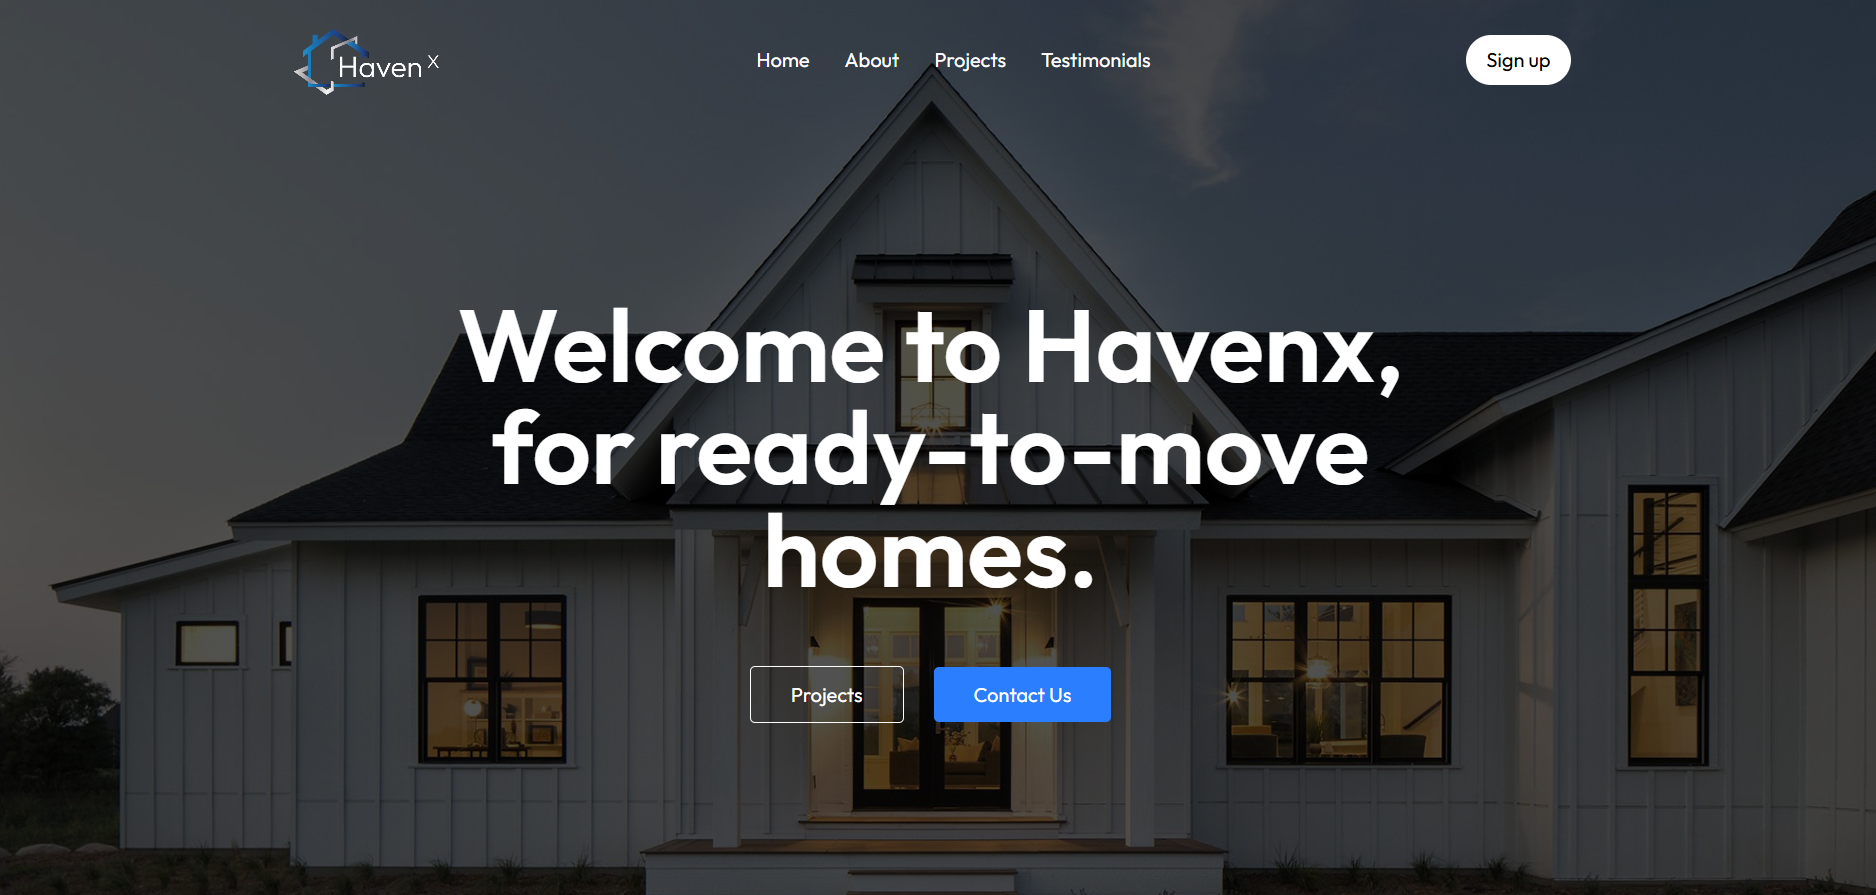 Haven X
Home About Projects Testimonials
Sign up
Welcome to Havenx,
for ready-to-move
homes.
Projects Contact Us